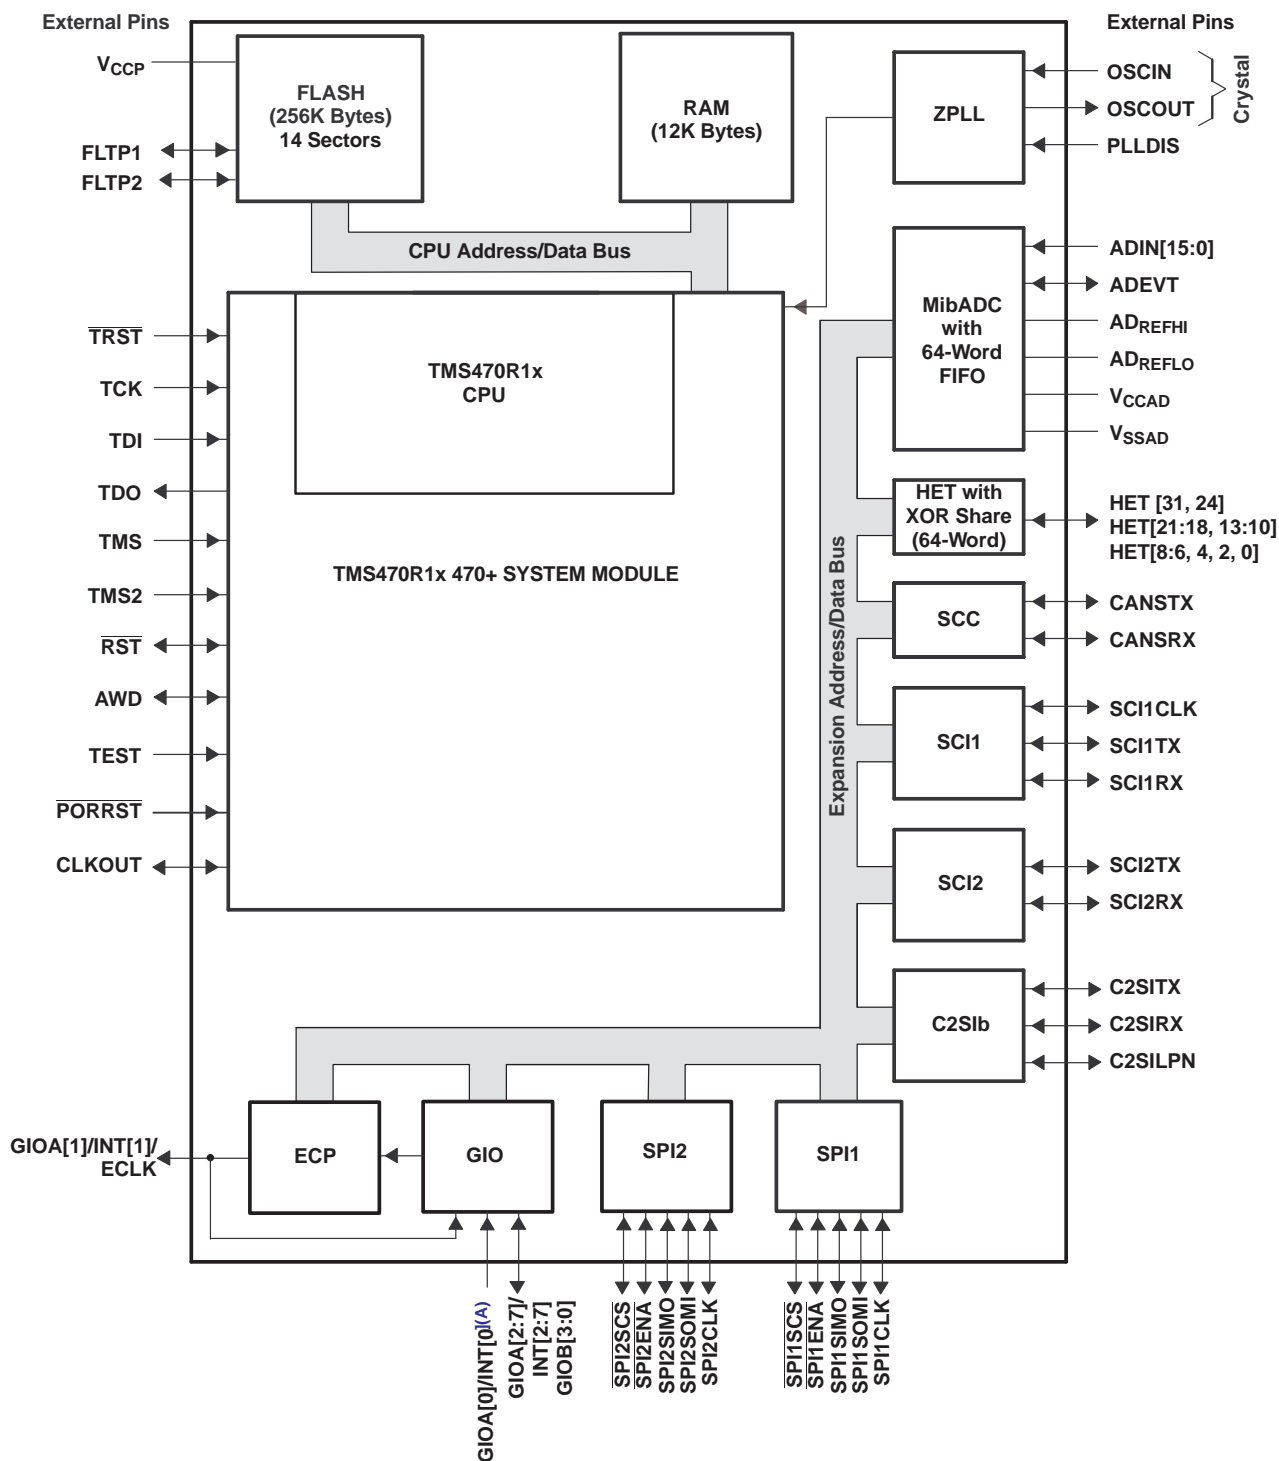 External Pins
External Pins
VCCP
FLASH
(256K Bytes)
14 Sectors
FLTP1
FLTP2
RAM
(12K Bytes)
ZPLL
OSCIN
OSCOUT
Crystal
PLLDIS
CPU Address/Data Bus
MibADC
with
64-Word
FIFO
ADIN[15:0]
ADEVT
ADREFHI
ADREFLO
VCCAD
VSSAD
TRST
TCK
TDI
TDO
TMS
TMS2
RST
AWD
TEST
PORRST
CLKOUT
TMS470R1x
CPU
TMS470R1x 470+ SYSTEM MODULE
Expansion Address/Data Bus
HET with
XOR Share
(64-Word)
HET [31, 24]
HET[21:18, 13:10]
HET[8:6, 4, 2, 0]
SCC
CANSTX
CANSRX
SCI1
SCI1CLK
SCI1TX
SCI1RX
SCI2
SCI2TX
SCI2RX
C2SIb
C2SITX
C2SIRX
C2SILPN
GIOA[1]/INT[1]/
ECLK
ECP
GIO
SPI2
SPI1
GIOA[0]/INT[0](A)
GIOA[2:7]/
INT[2:7]
GIOB[3:0]
SPI2SCS
SPI2ENA
SPI2SIMO
SPI2SOMI
SPI2CLK
SPI1SCS
SPI1ENA
SPI1SIMO
SPI1SOMI
SPI1CLK